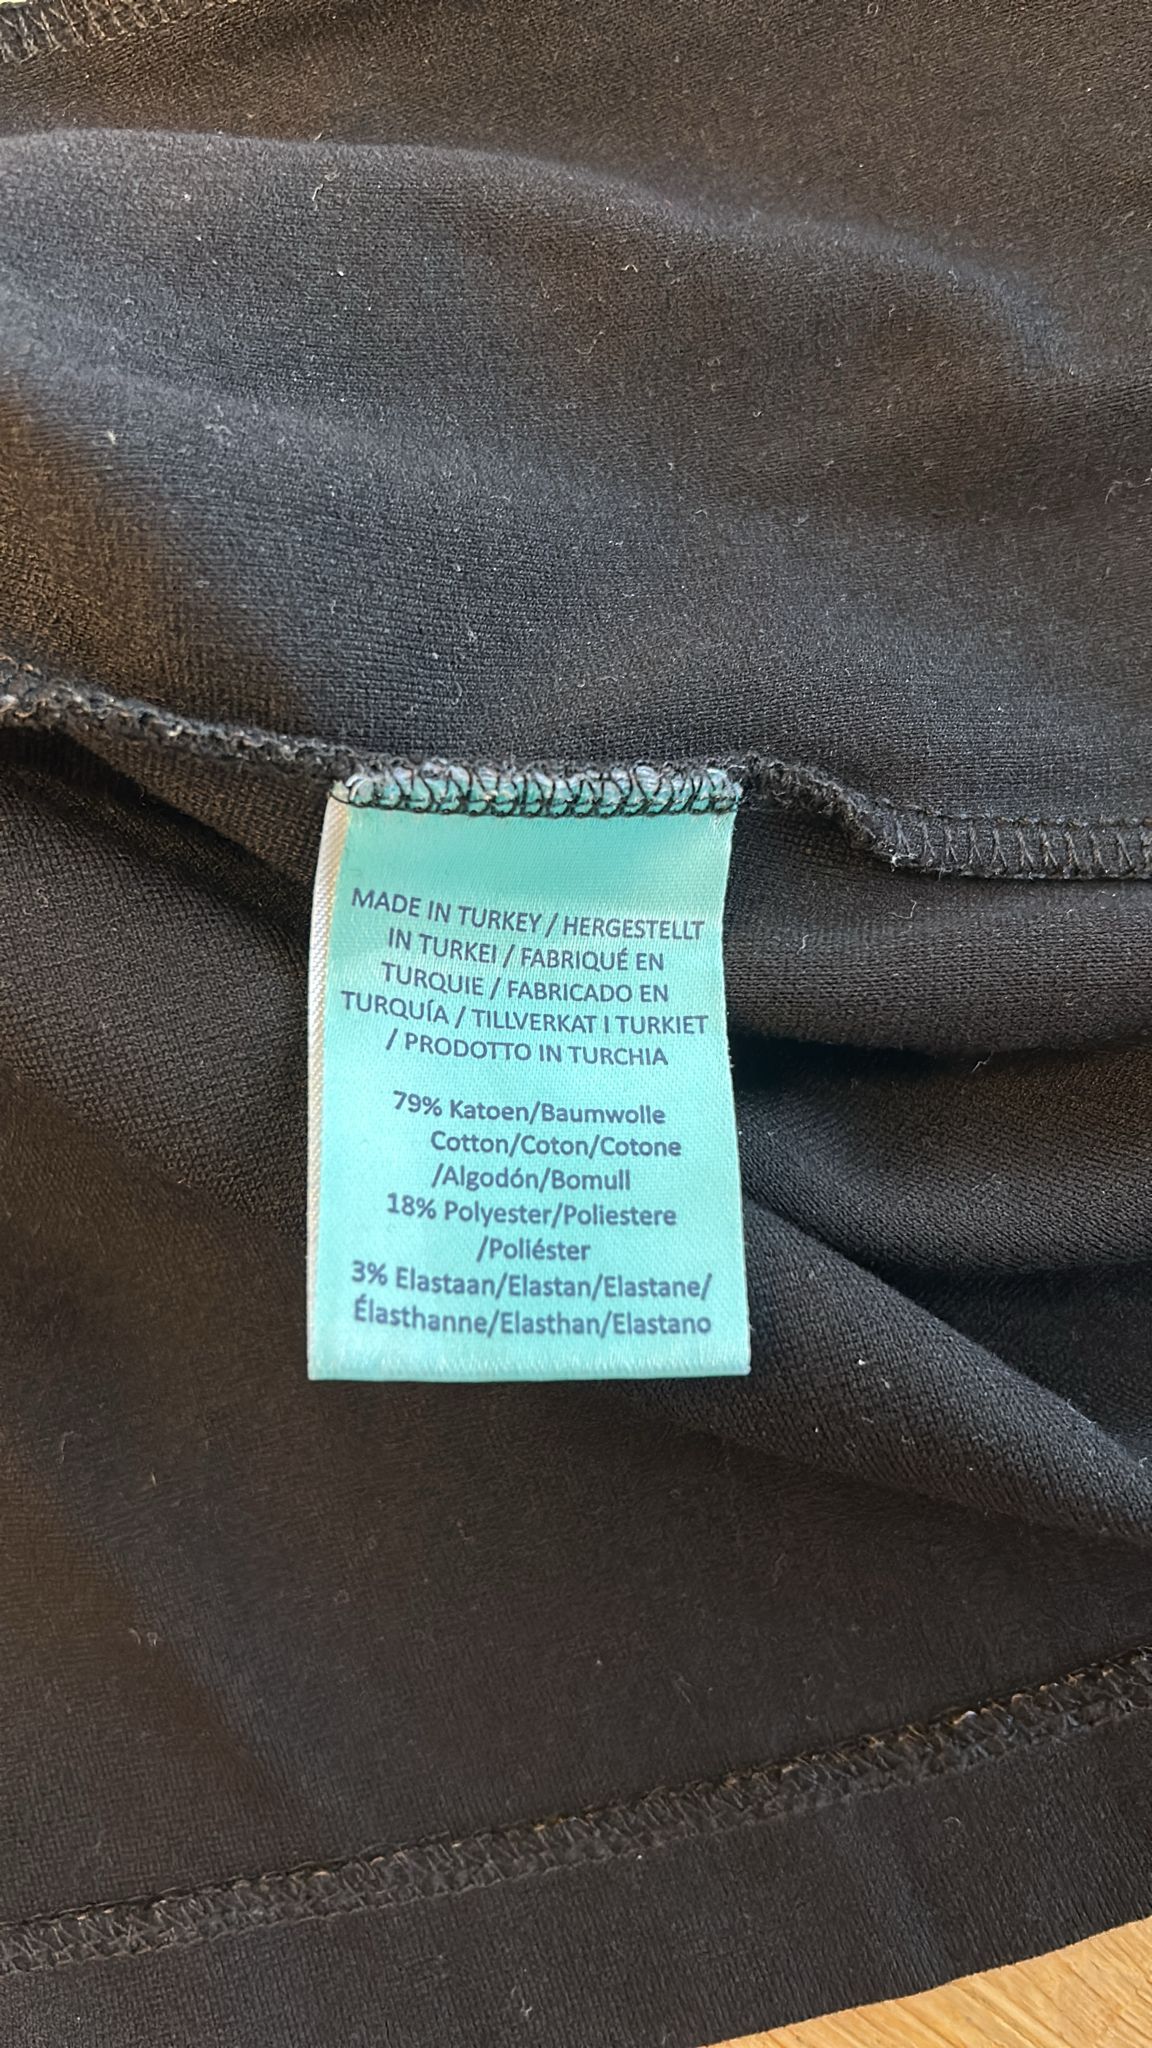 MADE IN TURKEY / HERGESTELLT
IN TURKEI / FABRIQUÉ EN
TURQUIE / FABRICADO EN
TURQUÍA / TILLVERKAT I TURKIET
/ PRODOTTO IN TURCHIA
79% Katoen/Baumwolle
Cotton/Coton/Cotone
/Algodón/Bomull
18% Polyester/Poliestere
/Poliéster
3% Elastaan/Elastan/Elastane/
Élasthanne/Elasthan/Elastano